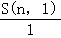 S(n, 1)
1